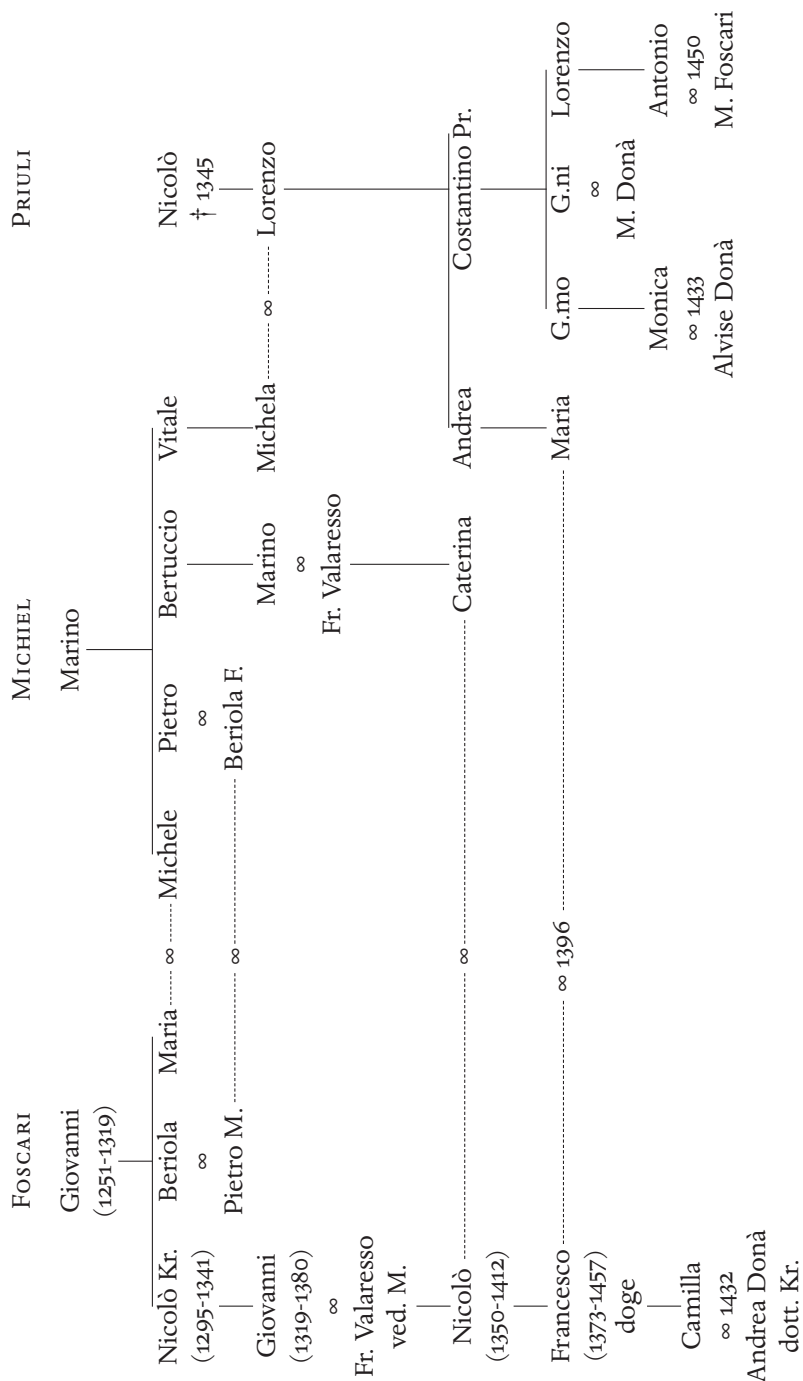 FOSCARI MICHIEL PRIULI
Giovanni Marino
(1251-1319)
Nicolò Kr. Beriola Maria ∞ Michele Pietro Bertuccio Vitale Nicolò
(1295-1341) ∞ ∞ † 1345
Pietro M. ∞ Beriola F.
Giovanni Marino Michela ∞ Lorenzo
(1319-1380) ∞
∞ Fr. Valaresso
Fr. Valaresso
ved. M.
Nicolò ∞ Caterina Andrea Costantino Pr.
(1350-1412)
Francesco ∞ 1396 Maria G.mo G.ni Lorenzo
(1373-1457) ∞
doge M. Donà
Camilla Monica Antonio
∞ 1432 ∞ 1433 ∞ 1450
Andrea Donà Alvise Donà M. Foscari
dott. Kr.